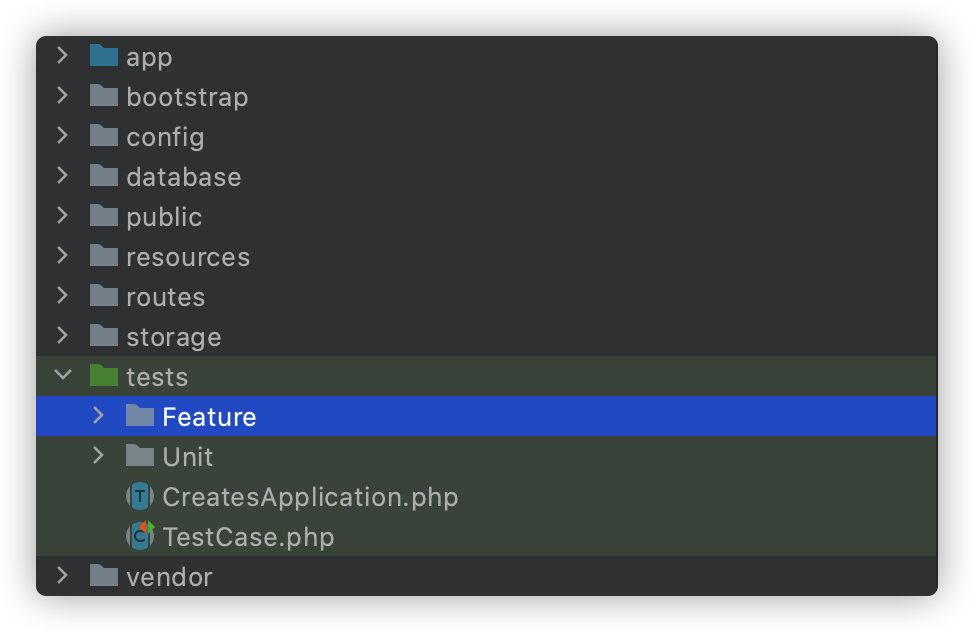 app
bootstrap
config
database
public
resources
routes
storage
tests
Feature
Unit
CreatesApplication.php
TestCase.php
vendor